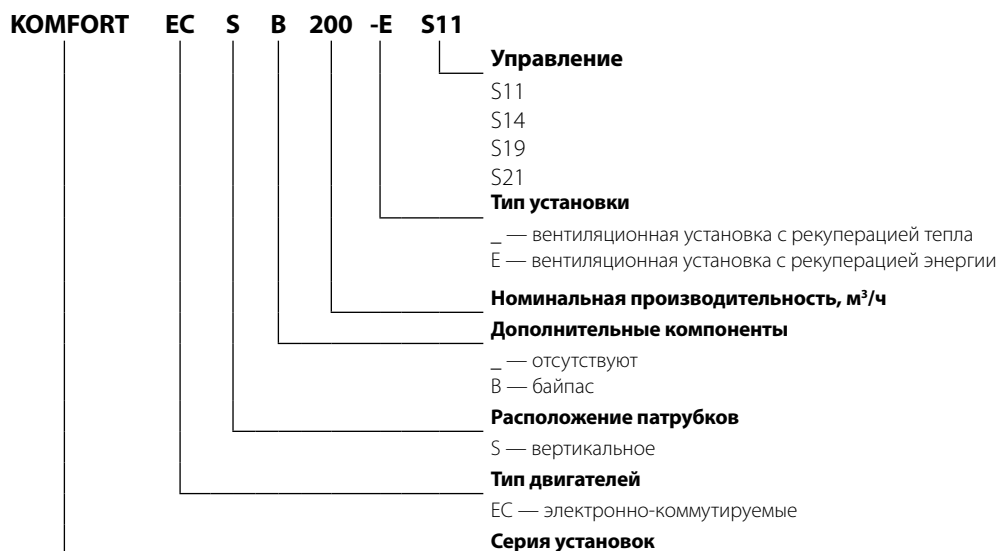 KOMFORT EC S B 200 -E S11
Управление
S11
S14
S19
S21
Тип установки
_ — вентиляционная установка с рекуперацией тепла
E — вентиляционная установка с рекуперацией энергии
Номинальная производительность, м³/ч
Дополнительные компоненты
_ — отсутствуют
В — байпас
Расположение патрубков
S — вертикальное
Тип двигателей
ЕС — электронно-коммутируемые
Серия установок